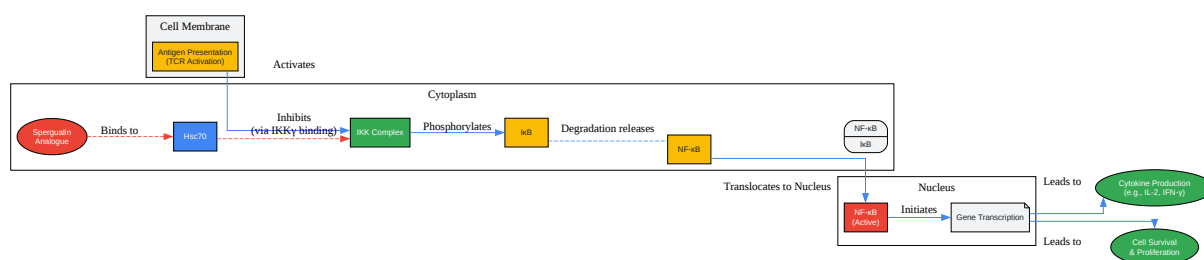 Cell Membrane
Antigen Presentation
(TCR Activation)
Activates
Cytoplasm
Spergualin
Analogue
Binds to
Hsc70
Inhibits
(via IKKγ binding)
IKK Complex
Phosphorylates
IκB
Degradation releases
NF-κB
NF-κB
IκB
Translocates to Nucleus
Nucleus
NF-κB
(Active)
Initiates
Gene Transcription
Leads to
Cytokine Production
(e.g., IL-2, IFN-γ)
Leads to
Cell Survival
& Proliferation